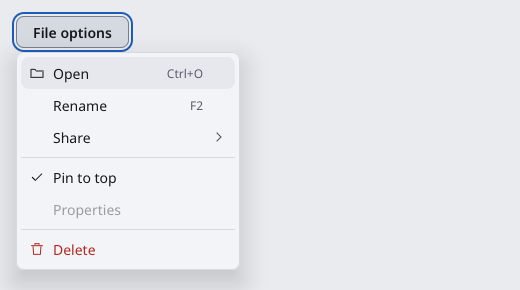 File options
Open Ctrl+O
Rename F2
Share
Pin to top
Properties
Delete